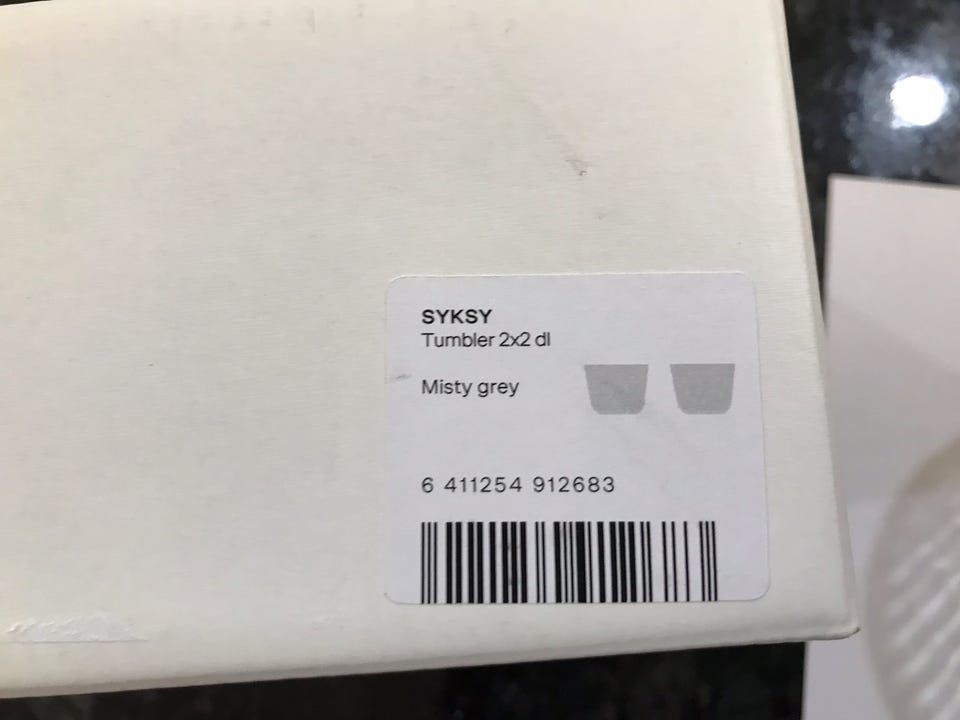 SYKSY
Tumbler 2x2 dl
Misty grey
6 411254 912683